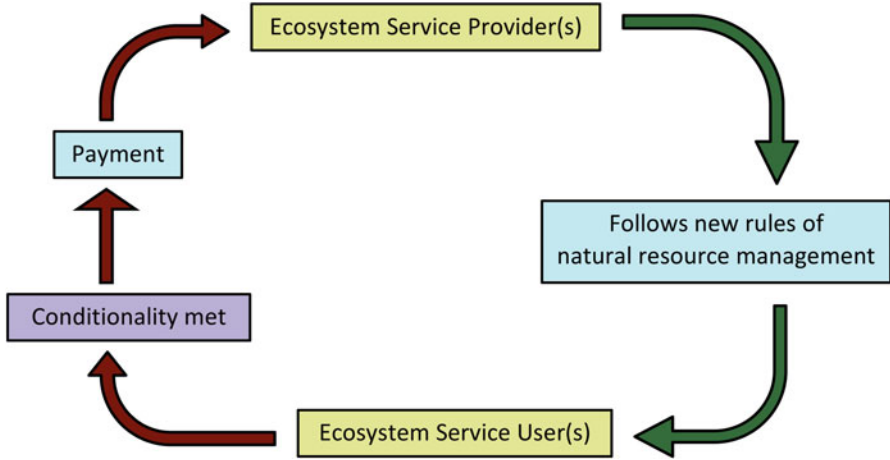 Ecosystem Service Provider(s)
Payment
Follows new rules of
natural resource management
Conditionality met
Ecosystem Service User(s)